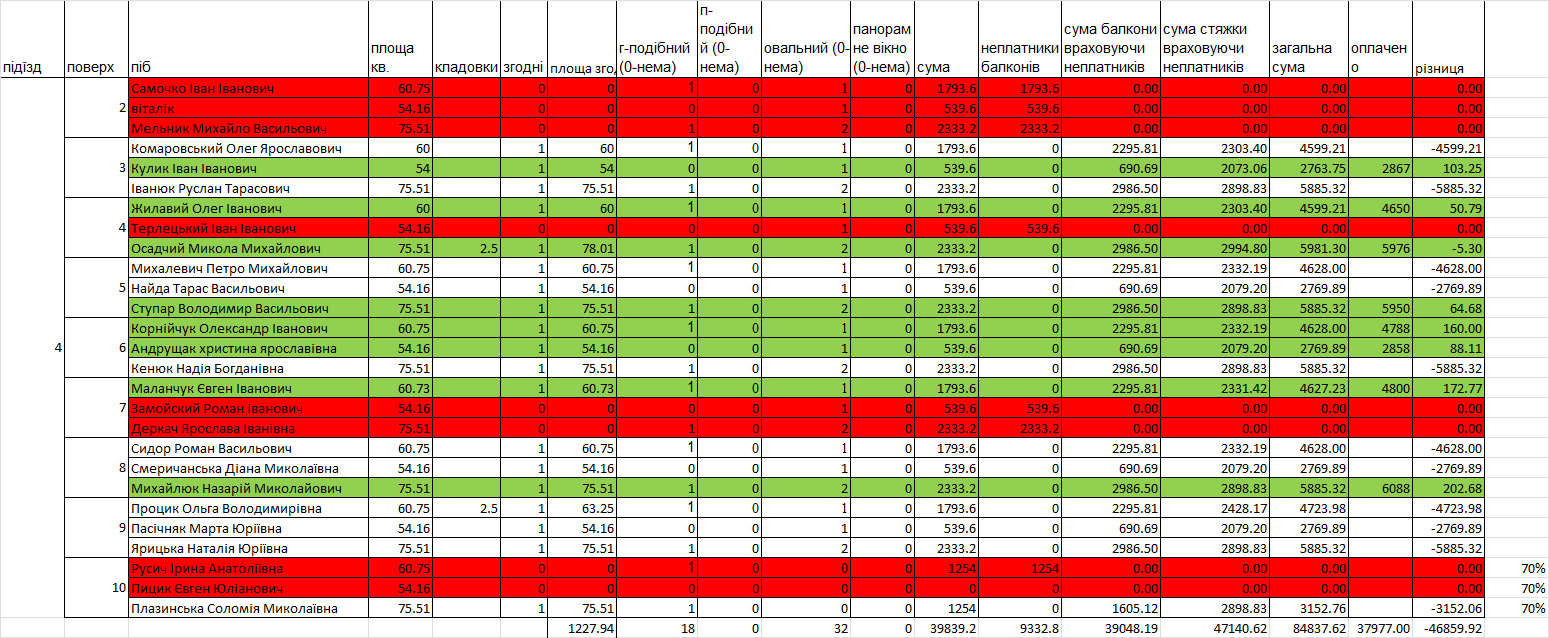 підїзд поверх піб площа кв. кладовки згодні площа зго г-подібний (0-нема) п-подібний (0-нема) овальний (0-нема) панорамне вікно (0-нема) сума неплатники балконів сума балкони враховуючи неплатників сума стяжки враховуючи неплатників загальна сума оплачено різниця
Самочко Іван Іванович 60.75 0 0 1 0 1 0 1793.6 1793.6 0.00 0.00 0.00 0.00
2 віталік 54.16 0 0 0 0 1 0 539.6 539.6 0.00 0.00 0.00 0.00
Мельник Михайло Васильович 75.51 0 0 1 0 2 0 2333.2 2333.2 0.00 0.00 0.00 0.00
Комаровський Олег Ярославович 60 1 60 1 0 1 0 1793.6 0 2295.81 2303.40 4599.21 -4599.21
3 Кулик Іван Іванович 54 1 54 0 0 1 0 539.6 0 690.69 2073.06 2763.75 2867 103.25
Іванюк Руслан Тарасович 75.51 1 75.51 1 0 2 0 2333.2 0 2986.50 2898.83 5885.32 -5885.32
Жилавий Олег Іванович 60 1 60 1 0 1 0 1793.6 0 2295.81 2303.40 4599.21 4650 50.79
4 Терлецький Іван Іванович 54.16 0 0 0 0 1 0 539.6 539.6 0.00 0.00 0.00 0.00
Осадчий Микола Михайлович 75.51 2.5 1 78.01 1 0 2 0 2333.2 0 2986.50 2994.80 5981.30 5976 -5.30
Михалевич Петро Михайлович 60.75 1 60.75 1 0 1 0 1793.6 0 2295.81 2332.19 4628.00 -4628.00
5 Найда Тарас Васильович 54.16 1 54.16 0 0 1 0 539.6 0 690.69 2079.20 2769.89 -2769.89
Ступар Володимир Васильович 75.51 1 75.51 1 0 2 0 2333.2 0 2986.50 2898.83 5885.32 5950 64.68
Корнійчук Олександр Іванович 60.75 1 60.75 1 0 1 0 1793.6 0 2295.81 2332.19 4628.00 4788 160.00
4 6 Андрущак христина ярославівна 54.16 1 54.16 0 0 1 0 539.6 0 690.69 2079.20 2769.89 2858 88.11
Кенюк Надія Богданівна 75.51 1 75.51 1 0 2 0 2333.2 0 2986.50 2898.83 5885.32 -5885.32
Маланчук Євген Іванович 60.73 1 60.73 1 0 1 0 1793.6 0 2295.81 2331.42 4627.23 4800 172.77
7 Замойский Роман Іванович 54.16 0 0 0 0 1 0 539.6 539.6 0.00 0.00 0.00 0.00
Деркач Ярослава Іванівна 75.51 0 0 1 0 2 0 2333.2 2333.2 0.00 0.00 0.00 0.00
Сидор Роман Васильович 60.75 1 60.75 1 0 1 0 1793.6 0 2295.81 2332.19 4628.00 -4628.00
8 Смеричанська Діана Миколаївна 54.16 1 54.16 0 0 1 0 539.6 0 690.69 2079.20 2769.89 -2769.89
Михайлюк Назарій Миколайович 75.51 1 75.51 1 0 2 0 2333.2 0 2986.50 2898.83 5885.32 6088 202.68
Процик Ольга Володимирівна 60.75 2.5 1 63.25 1 0 1 0 1793.6 0 2295.81 2428.17 4723.98 -4723.98
9 Пасічняк Марта Юріївна 54.16 1 54.16 0 0 1 0 539.6 0 690.69 2079.20 2769.89 -2769.89
Ярицька Наталія Юріївна 75.51 1 75.51 1 0 2 0 2333.2 0 2986.50 2898.83 5885.32 -5885.32
Русич Ірина Анатоліївна 60.75 0 0 1 0 0 0 1254 1254 0.00 0.00 0.00 0.00 70%
10 Пицик Євген Юліанович 54.16 0 0 0 0 0 0 0 0 0.00 0.00 0.00 0.00 70%
Плазинська Соломія Миколаївна 75.51 1 75.51 1 0 0 0 1254 0 1605.12 2898.83 3152.76 -3152.06 70%
1227.94 18 0 32 0 39839.2 9332.8 39048.19 47140.62 84837.62 37977.00 -46859.92